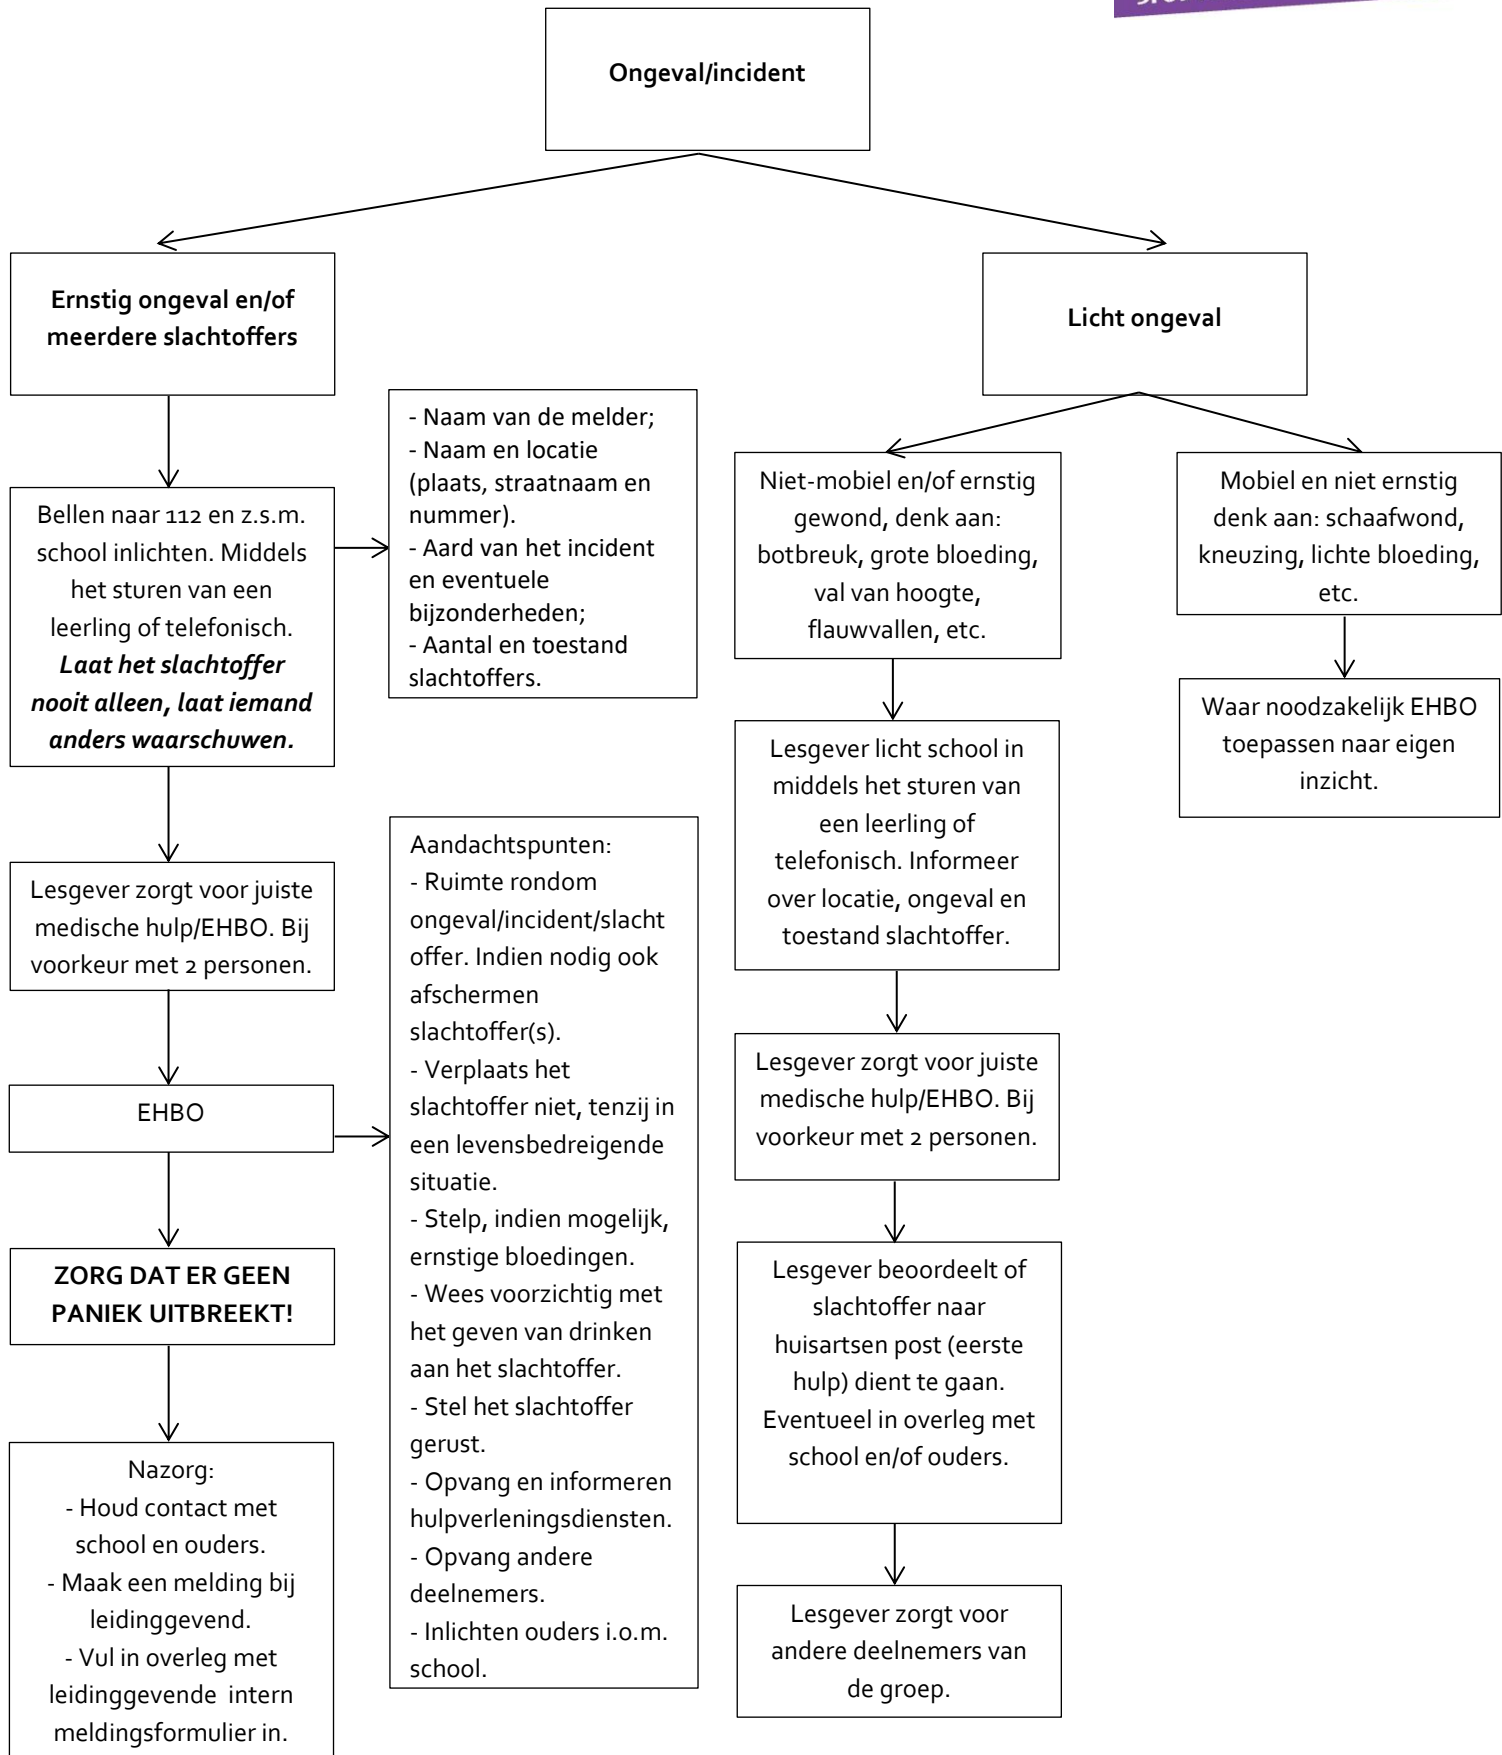 Ongeval/incident
Ernstig ongeval en/of
meerdere slachtoffers
Licht ongeval
Bellen naar 112 en z.s.m.
school inlichten. Middels
het sturen van een
leerling of telefonisch.
Laat het slachtoffer
nooit alleen, laat iemand
anders waarschuwen.
- Naam van de melder;
- Naam en locatie
(plaats, straatnaam en
nummer).
- Aard van het incident
en eventuele
bijzonderheden;
- Aantal en toestand
slachtoffers.
Lesgever zorgt voor juiste
medische hulp/EHBO. Bij
voorkeur met 2 personen.
EHBO
Aandachtspunten:
- Ruimte rondom
ongeval/incident/slacht
offer. Indien nodig ook
afschermen
slachtoffer(s).
- Verplaats het
slachtoffer niet, tenzij in
een levensbedreigende
situatie.
- Stelp, indien mogelijk,
ernstige bloedingen.
- Wees voorzichtig met
het geven van drinken
aan het slachtoffer.
- Stel het slachtoffer
gerust.
- Opvang en informeren
hulpverleningsdiensten.
- Opvang andere
deelnemers.
- Inlichten ouders i.o.m.
school.
ZORG DAT ER GEEN
PANIEK UITBREEKT!
Nazorg:
- Houd contact met
school en ouders.
- Maak een melding bij
leidinggevend.
- Vul in overleg met
leidinggevende intern
meldingsformulier in.
Niet-mobiel en/of ernstig
gewond, denk aan:
botbreuk, grote bloeding,
val van hoogte,
flauwvallen, etc.
Lesgever licht school in
middels het sturen van
een leerling of
telefonisch. Informeer
over locatie, ongeval en
toestand slachtoffer.
Lesgever zorgt voor juiste
medische hulp/EHBO. Bij
voorkeur met 2 personen.
Lesgever beoordeelt of
slachtoffer naar
huisartsen post (eerste
hulp) dient te gaan.
Eventueel in overleg met
school en/of ouders.
Lesgever zorgt voor
andere deelnemers van
de groep.
Mobiel en niet ernstig
denk aan: schaafwond,
kneuzing, lichte bloeding,
etc.
Waar noodzakelijk EHBO
toepassen naar eigen
inzicht.